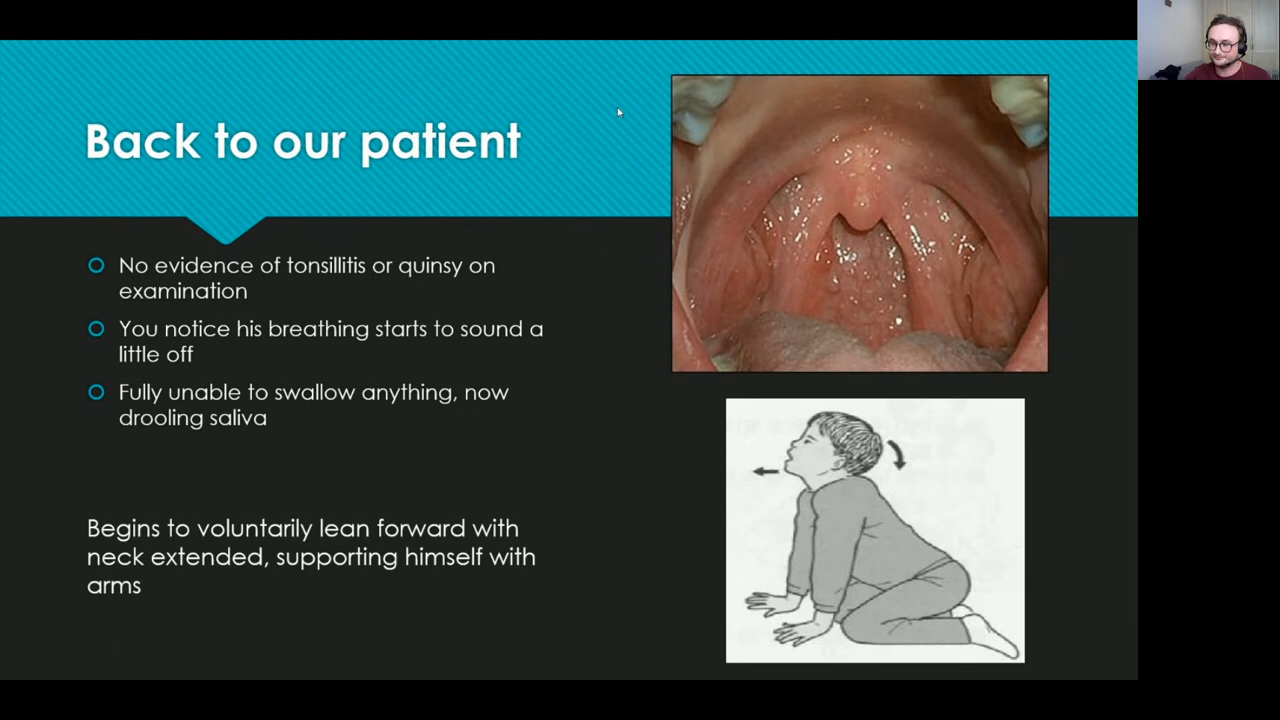 Back to our patient
No evidence of tonsillitis or quinsy on
examination
You notice his breathing starts to sound a
little off
Fully unable to swallow anything, now
drooling saliva
Begins to voluntarily lean forward with
neck extended, supporting himself with
arms